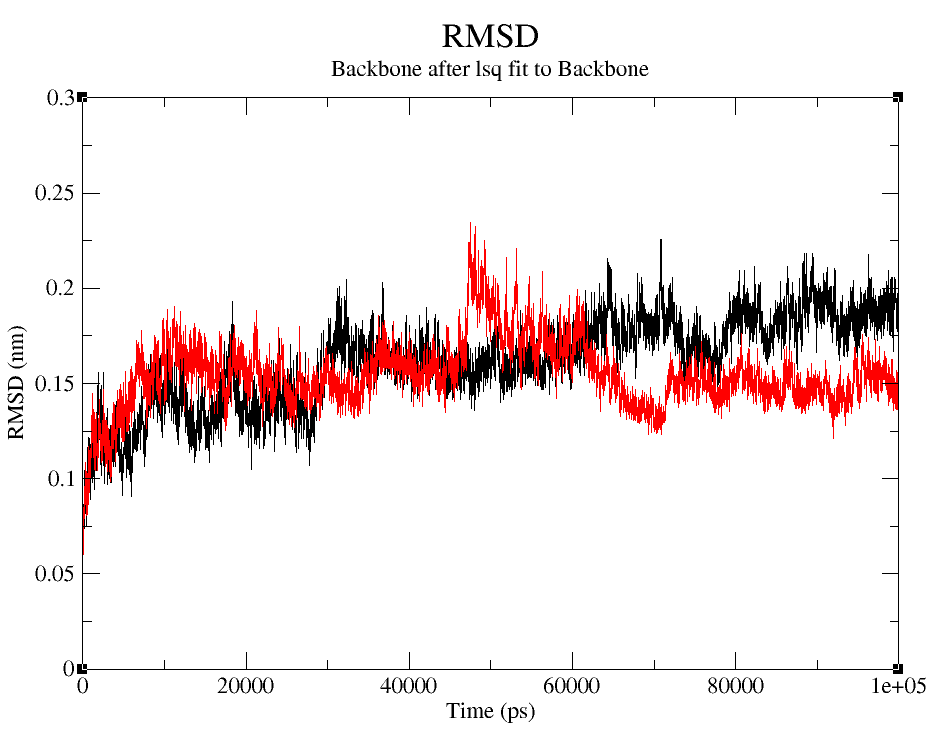 RMSD
Backbone after lsq fit to Backbone
0.3
0.25
0.2
0.15
0.1
0.05
0
RMSD (nm)
0 20000 40000 60000 80000 1e+05
Time (ps)